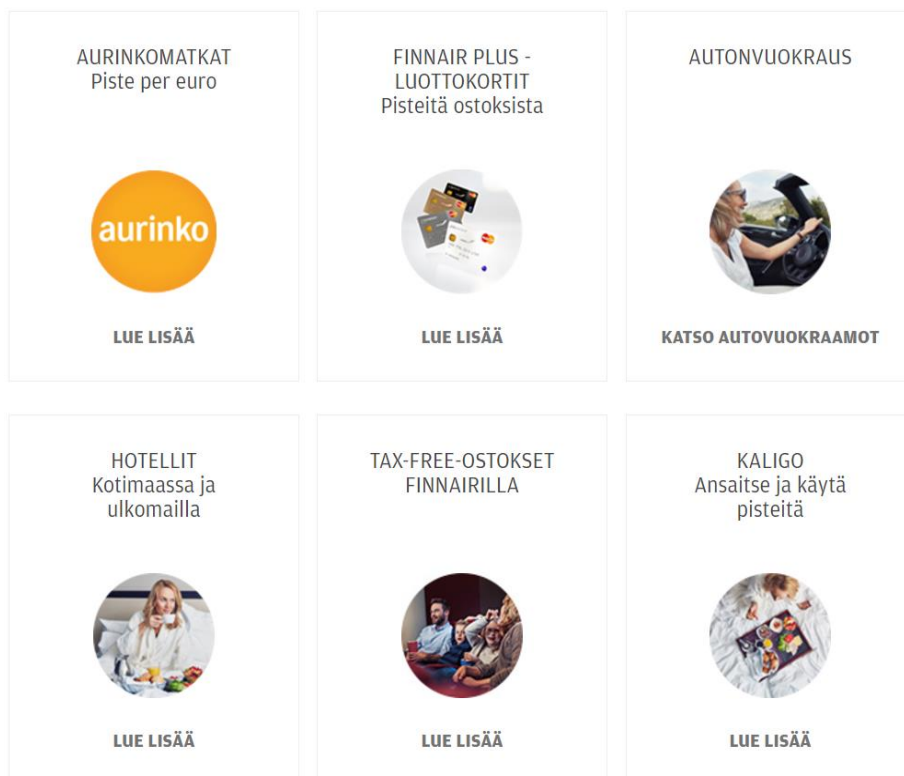 AURINKOMATKAT
Piste per euro
aurinko
LUE LISÄÄ
FINNAIR PLUS -
LUOTTOKORTIT
Pisteitä ostoksista
LUE LISÄÄ
AUTONVUOKRAUS
KATSO AUTOVUOKRAAMOT
HOTELLIT
Kotimaassa ja
ulkomailla
LUE LISÄÄ
TAX-FREE-OSTOKSET
FINNAIRILLA
LUE LISÄÄ
KALIGO
Ansaitse ja käytä
pisteitä
LUE LISÄÄ